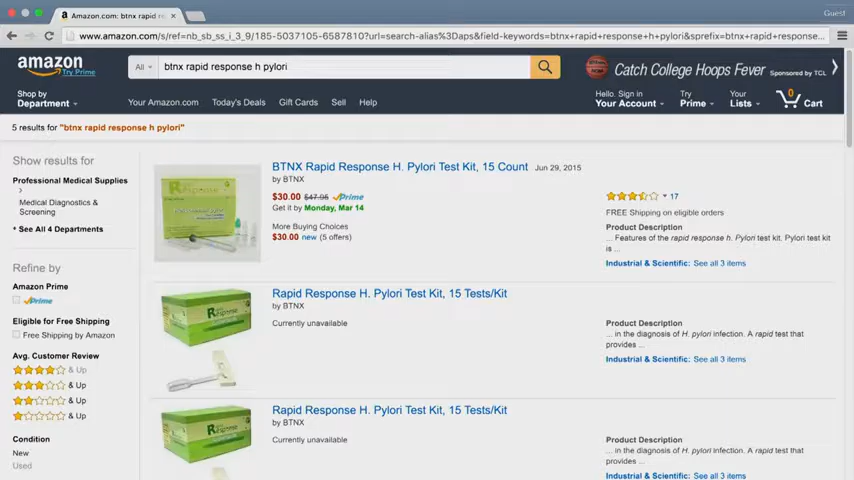 Amazon.com: btnx rapid re
Guest
www.amazon.com/s/ref=nb_sb_ss_i_3_9/185-5037105-6587810?url=search-alias%3Daps&field-keywords=btnx+rapid+response+h+pylori&sprefix=btnx+rapid+response...
amazon
Try Prime
All
btnx rapid response h pylori
Catch College Hoops Fever
Sponsored by TCL
Shop by
Department
Your Amazon.com
Today's Deals
Gift Cards
Sell
Help
Hello. Sign in
Your Account
Try
Prime
Your
Lists
0
Cart
5 results for "btnx rapid response h pylori"
Show results for
Professional Medical Supplies
Medical Diagnostics &
Screening
+ See All 4 Departments
Refine by
Amazon Prime
Prime
Eligible for Free Shipping
Free Shipping by Amazon
Avg. Customer Review
& Up
& Up
& Up
& Up
Condition
New
Used
BTNX Rapid Response H. Pylori Test Kit, 15 Count Jun 29, 2015
by BTNX
$30.00 $47.95 Prime
Get it by Monday, Mar 14
More Buying Choices
$30.00 new (5 offers)
17
FREE Shipping on eligible orders
Product Description
... Features of the rapid response h. Pylori test kit. Pylori test kit
is ...
Industrial & Scientific: See all 3 items
Rapid Response H. Pylori Test Kit, 15 Tests/Kit
by BTNX
Currently unavailable
Product Description
... in the diagnosis of H. pylori infection. A rapid test that
provides ...
Industrial & Scientific: See all 3 items
Rapid Response H. Pylori Test Kit, 15 Tests/Kit
by BTNX
Currently unavailable
Product Description
... in the diagnosis of H. pylori infection. A rapid test that
provides ...
Industrial & Scientific: See all 3 items